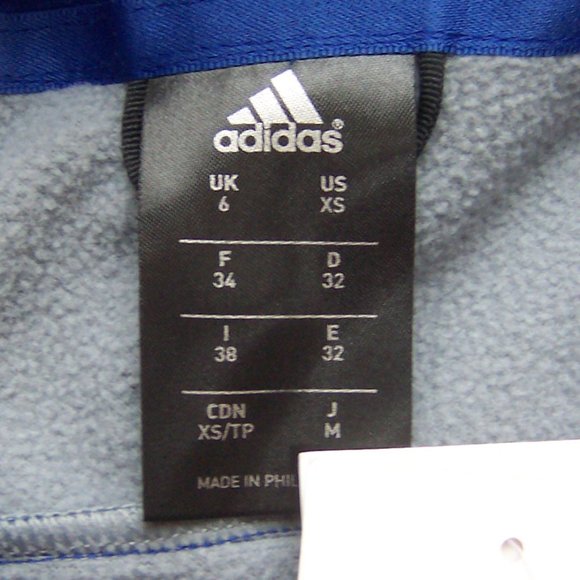 adidas®
UK US
6 XS
F D
34 32
I E
38 32
CDN J
XS/TP M
MADE IN PHIL